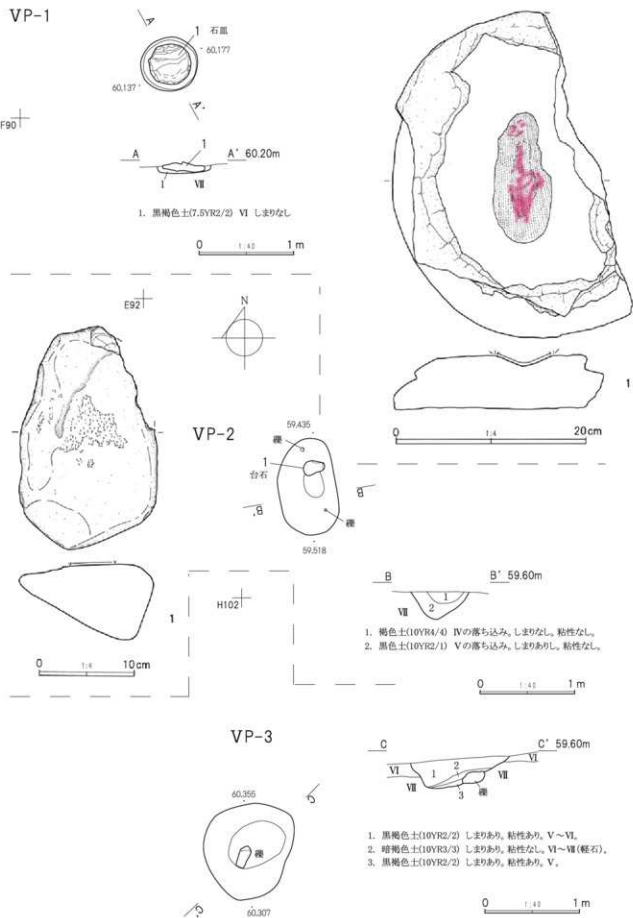 VP-1
A
1 石皿
60.177
60.137
A'
F90
A A' 60.20m
1
1 Ⅶ
1. 黒褐色土(7.5YR2/2) Ⅵ しまりなし
0 1:40 1m
1
0 1:4 20cm
E92
N
1
0 1:4 10cm
VP-2
59.435
礫
1
台石
B' B
礫
59.518
H102
B B' 59.60m
1
Ⅶ 2
1. 褐色土(10YR4/4) Ⅳの落ち込み。しまりなし。粘性なし。
2. 黒色土(10YR2/1) Ⅴの落ち込み。しまりありし。粘性なし。
0 1:40 1m
VP-3
60.355
C'
礫
C
60.307
C C' 59.60m
Ⅵ 1 2 Ⅵ
Ⅶ 3 礫 Ⅶ
1. 黒褐色土(10YR2/2) しまりあり。粘性あり。Ⅴ～Ⅵ。
2. 暗褐色土(10YR3/3) しまりあり。粘性なし。Ⅵ～Ⅶ(軽石)。
3. 黒褐色土(10YR2/2) しまりあり。粘性あり。Ⅴ。
0 1:40 1m